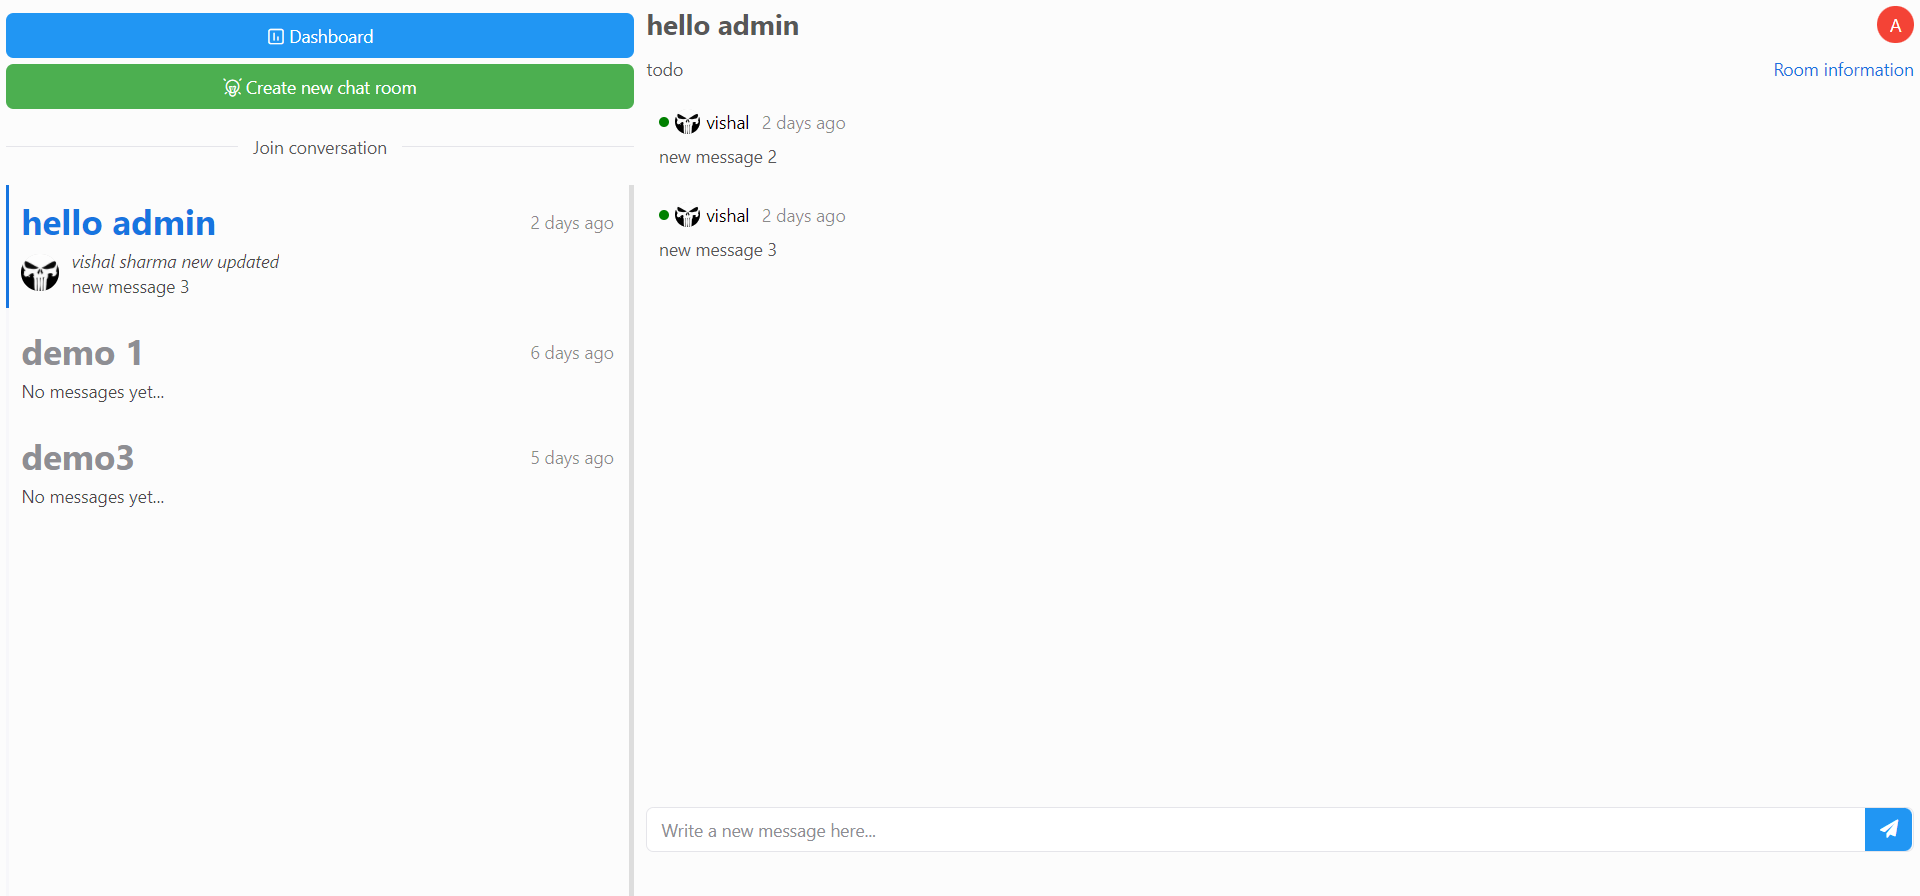 Dashboard
Create new chat room
Join conversation
hello admin 2 days ago
vishal sharma new updated
new message 3
demo 1 6 days ago
No messages yet...
demo3 5 days ago
No messages yet...
hello admin
A
todo
Room information
vishal 2 days ago
new message 2
vishal 2 days ago
new message 3
Write a new message here...